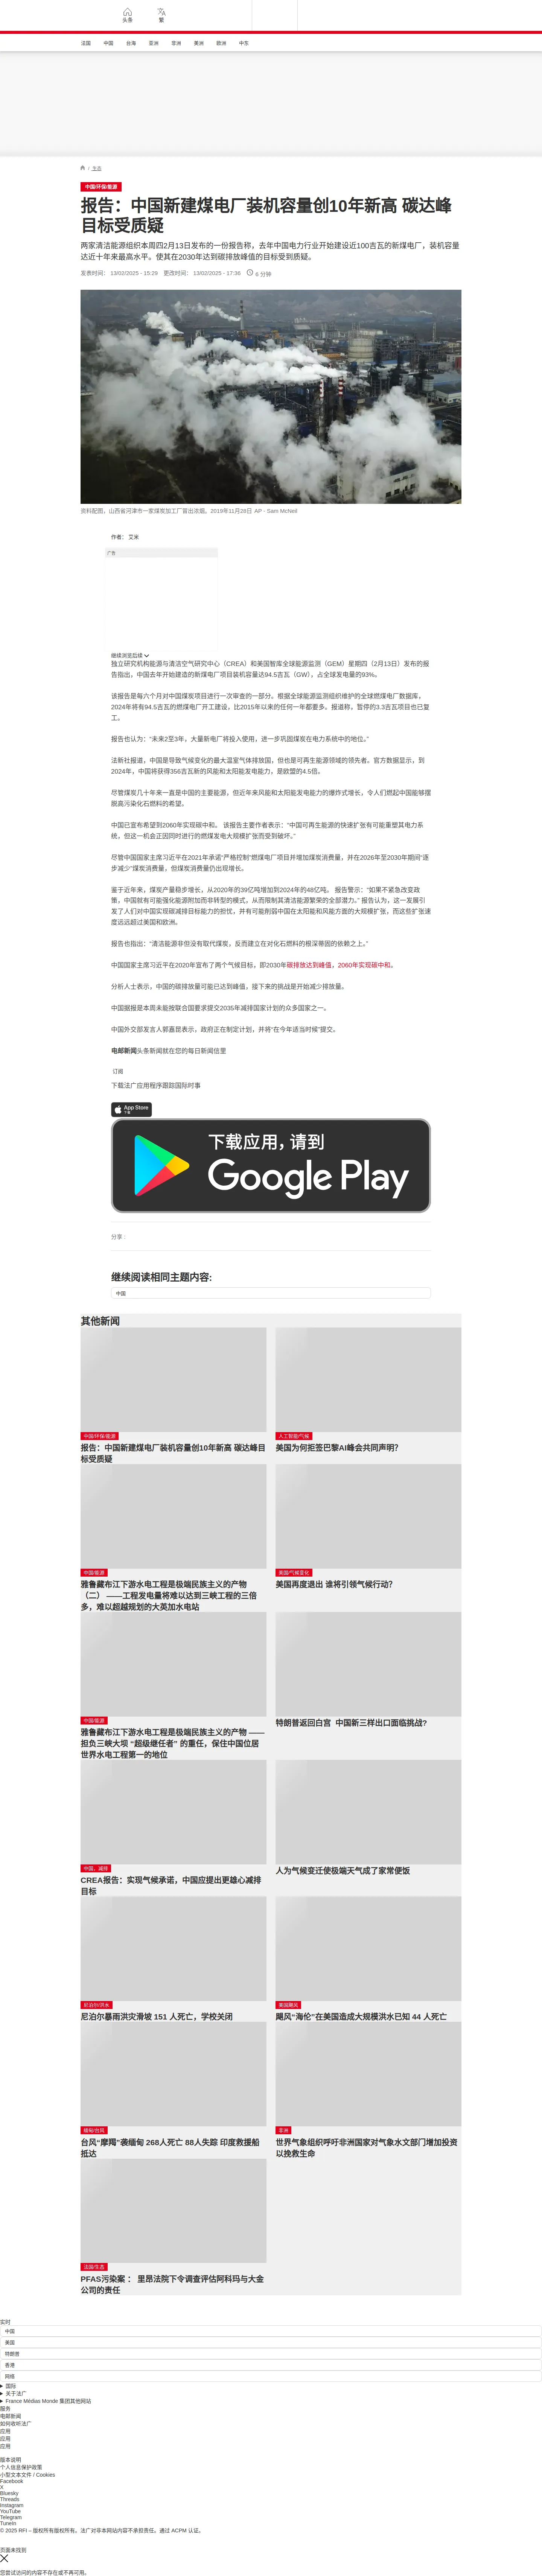 头条
繁
法国 中国 台海 亚洲 非洲 美洲 欧洲 中东
/ 生态
中国/环保/能源
报告：中国新建煤电厂装机容量创10年新高 碳达峰
目标受质疑
两家清洁能源组织本周四2月13日发布的一份报告称，去年中国电力行业开始建设近100吉瓦的新煤电厂，装机容量
达近十年来最高水平。使其在2030年达到碳排放峰值的目标受到质疑。
发表时间： 13/02/2025 - 15:29 更改时间： 13/02/2025 - 17:36 6 分钟
资料配图，山西省河津市一家煤炭加工厂冒出浓烟。2019年11月28日 AP - Sam McNeil
作者： 艾米
广告
继续浏览后续
独立研究机构能源与清洁空气研究中心（CREA）和美国智库全球能源监测（GEM）星期四（2月13日）发布的报
告指出，中国去年开始建造的新煤电厂项目装机容量达94.5吉瓦（GW），占全球发电量的93%。
该报告是每六个月对中国煤炭项目进行一次审查的一部分。根据全球能源监测组织维护的全球燃煤电厂数据库，
2024年将有94.5吉瓦的燃煤电厂开工建设，比2015年以来的任何一年都要多。报道称，暂停的3.3吉瓦项目也已复
工。
报告也认为：“未来2至3年，大量新电厂将投入使用，进一步巩固煤炭在电力系统中的地位。”
法新社报道，中国是导致气候变化的最大温室气体排放国，但也是可再生能源领域的领先者。官方数据显示，到
2024年，中国将获得356吉瓦新的风能和太阳能发电能力，是欧盟的4.5倍。
尽管煤炭几十年来一直是中国的主要能源，但近年来风能和太阳能发电能力的爆炸式增长，令人们燃起中国能够摆
脱高污染化石燃料的希望。
中国已宣布希望到2060年实现碳中和。 该报告主要作者表示：“中国可再生能源的快速扩张有可能重塑其电力系
统，但这一机会正因同时进行的燃煤发电大规模扩张而受到破坏。”
尽管中国国家主席习近平在2021年承诺“严格控制”燃煤电厂项目并增加煤炭消费量，并在2026年至2030年期间“逐
步减少”煤炭消费量，但煤炭消费量仍出现增长。
鉴于近年来，煤炭产量稳步增长，从2020年的39亿吨增加到2024年的48亿吨。 报告警示：“如果不紧急改变政
策，中国就有可能强化能源附加而非转型的模式，从而限制其清洁能源繁荣的全部潜力。” 报告认为，这一发展引
发了人们对中国实现碳减排目标能力的担忧，并有可能削弱中国在太阳能和风能方面的大规模扩张，而这些扩张速
度远远超过美国和欧洲。
报告也指出：“清洁能源非但没有取代煤炭，反而建立在对化石燃料的根深蒂固的依赖之上。”
中国国家主席习近平在2020年宣布了两个气候目标，即2030年碳排放达到峰值，2060年实现碳中和。
分析人士表示，中国的碳排放量可能已达到峰值，接下来的挑战是开始减少排放量。
中国据报是本周未能按联合国要求提交2035年减排国家计划的众多国家之一。
中国外交部发言人郭嘉昆表示，政府正在制定计划，并将“在今年适当时候”提交。
电邮新闻头条新闻就在您的每日新闻信里
订阅
下载法广应用程序跟踪国际时事
App Store
下载应用，请到
Google Play
分享 :
继续阅读相同主题内容:
中国
其他新闻
中国/环保/能源
报告：中国新建煤电厂装机容量创10年新高 碳达峰目
标受质疑
人工智能/气候
美国为何拒签巴黎AI峰会共同声明?
中国/能源
雅鲁藏布江下游水电工程是极端民族主义的产物
（二） ——工程发电量将难以达到三峡工程的三倍
多，难以超越规划的大英加水电站
美国/气候变化
美国再度退出 谁将引领气候行动？
中国/能源
雅鲁藏布江下游水电工程是极端民族主义的产物 ——
担负三峡大坝 “超级继任者” 的重任，保住中国位居
世界水电工程第一的地位
特朗普返回白宫 中国新三样出口面临挑战？
中国、减排
CREA报告：实现气候承诺，中国应提出更雄心减排
目标
人为气候变迁使极端天气成了家常便饭
尼泊尔/洪水
尼泊尔暴雨洪灾滑坡 151 人死亡，学校关闭
美国飓风
飓风“海伦”在美国造成大规模洪水已知 44 人死亡
缅甸/台风
台风“摩羯”袭缅甸 268人死亡 88人失踪 印度救援船
抵达
非洲
世界气象组织呼吁非洲国家对气象水文部门增加投资
以挽救生命
法国/生态
PFAS污染案： 里昂法院下令调查评估阿科玛与大金
公司的责任
实时
中国
美国
特朗普
香港
网络
国际
关于法广
France Médias Monde 集团其他网站
服务
电邮新闻
如何收听法广
应用
应用
应用
版本说明
个人信息保护政策
小型文本文件 / Cookies
Facebook
X
Bluesky
Threads
Instagram
YouTube
Telegram
TuneIn
© 2025 RFI – 版权所有版权所有。法广对非本网站内容不承担责任。通过 ACPM 认证。
页面未找到
您尝试访问的内容不存在或不再可用。